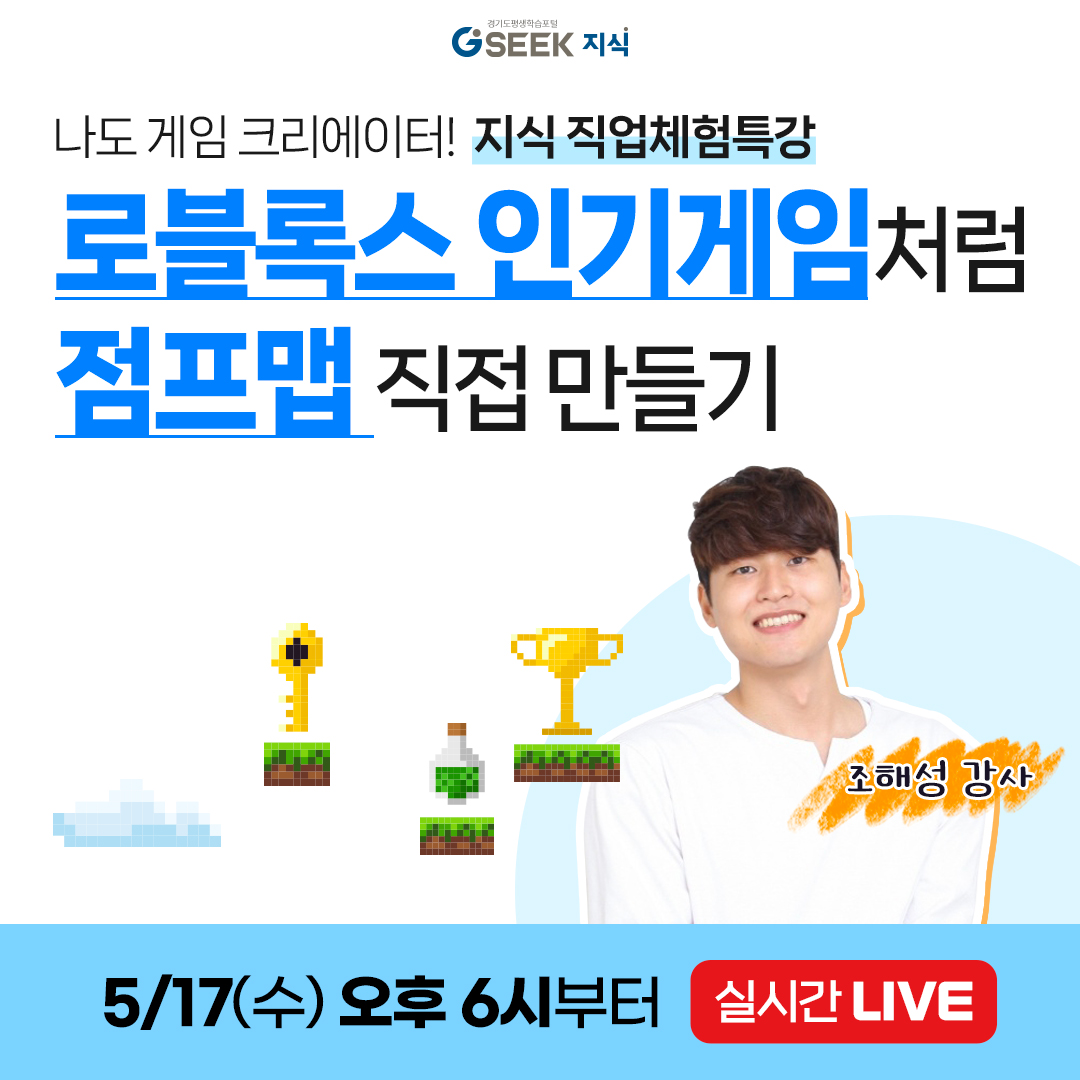 경기도평생학습포털
GSEEK 지식
나도 게임 크리에이터! 지식 직업체험특강
로블록스 인기게임처럼
점프맵 직접 만들기
조해성 강사
5/17(수) 오후 6시부터 실시간 LIVE